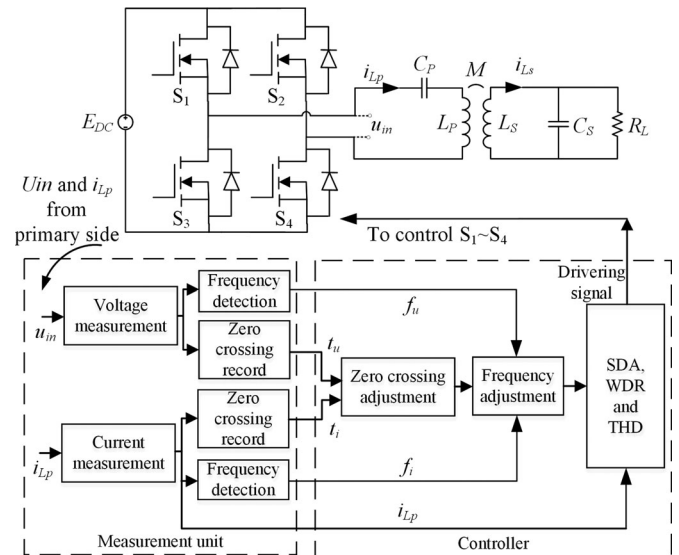 S1
S2
EDC
S3
S4
iLp
CP
M
iLs
uin
LP
LS
CS
RL
Uin and iLp
from
primary side
To control S1~S4
Drivering
signal
uin
Voltage
measurement
Frequency
detection
Zero
crossing
record
fu
tu
Zero crossing
adjustment
Frequency
adjustment
SDA,
WDR
and
THD
iLp
Current
measurement
Zero
crossing
record
ti
Frequency
detection
fi
iLp
Measurement unit
Controller